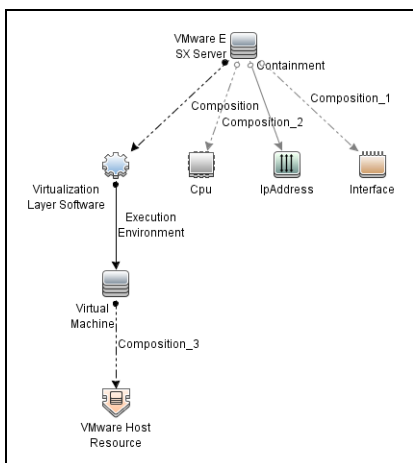 VMware E
SX Server
Containment
Composition
Composition_1
Composition_2
Virtualization
Layer Software
Cpu
IpAddress
Interface
Execution
Environment
Virtual
Machine
Composition_3
VMware Host
Resource